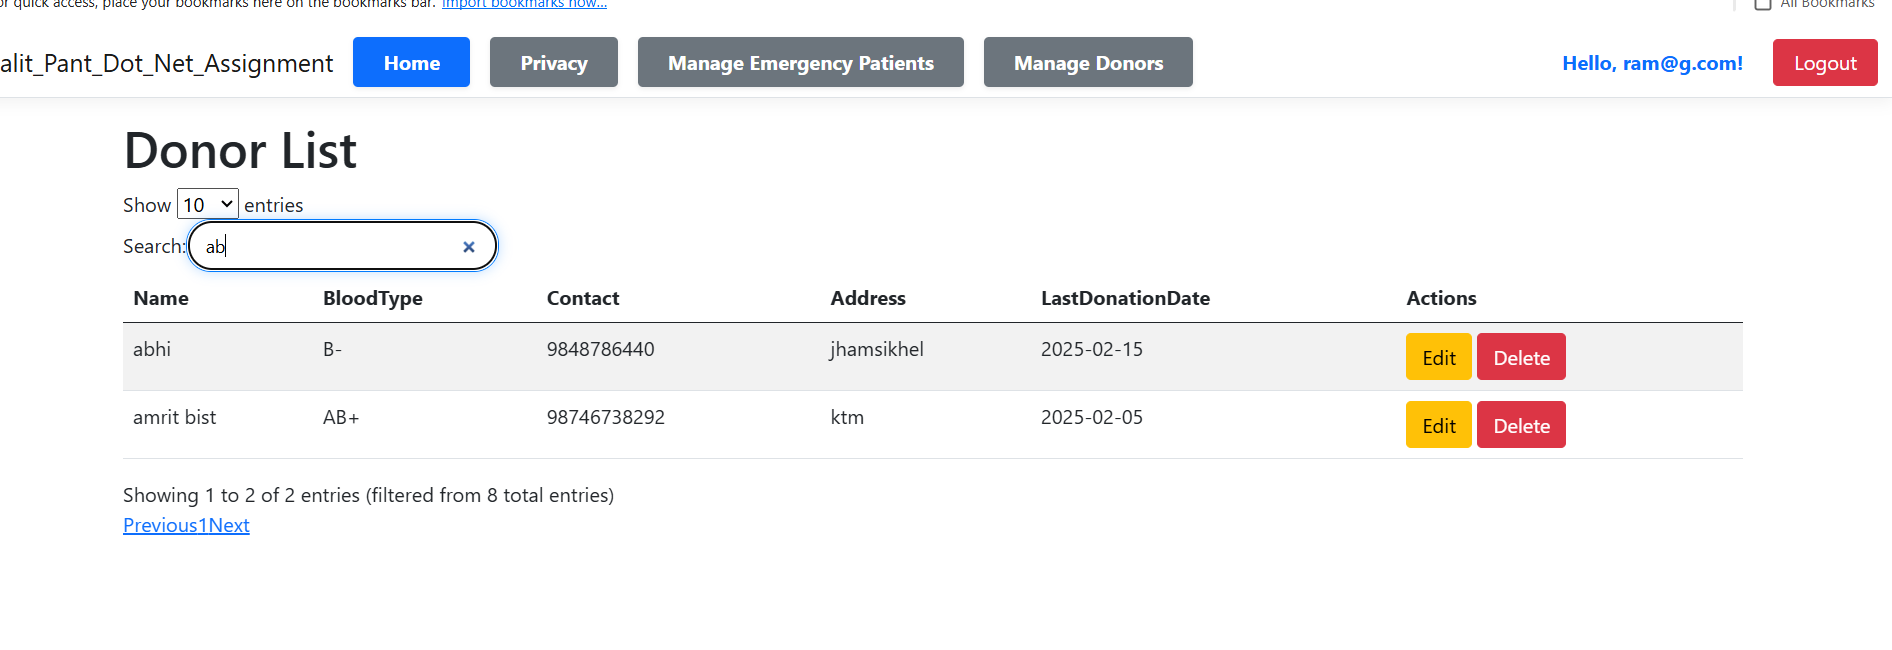 or quick access, place your bookmarks here on the bookmarks bar. Import bookmarks now... All Bookmarks
alit_Pant_Dot_Net_Assignment Home Privacy Manage Emergency Patients Manage Donors Hello, ram@g.com! Logout
Donor List
Show 10 entries
Search: ab
Name BloodType Contact Address LastDonationDate Actions
abhi B- 9848786440 jhamsikhel 2025-02-15 Edit Delete
amrit bist AB+ 98746738292 ktm 2025-02-05 Edit Delete
Showing 1 to 2 of 2 entries (filtered from 8 total entries)
Previous1Next